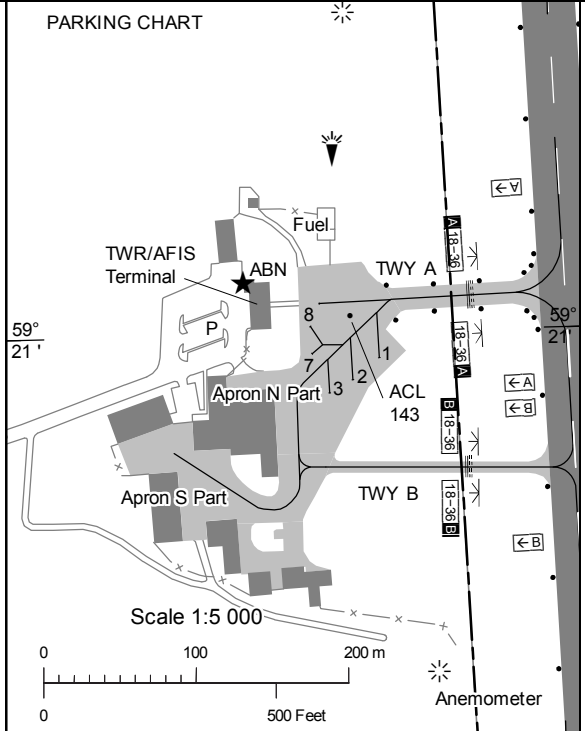 PARKING CHART
A→
Fuel
TWR/AFIS
Terminal
ABN
TWY A
A 18-36
59°
21 '
P
8
7
3
2
1
ACL
143
18-36 A
59°
21'
Apron N Part
←A
←B
B 18-36
Apron S Part
TWY B
18-36 B
←B
Scale 1:5 000
0
100
200 m
0
500 Feet
Anemometer